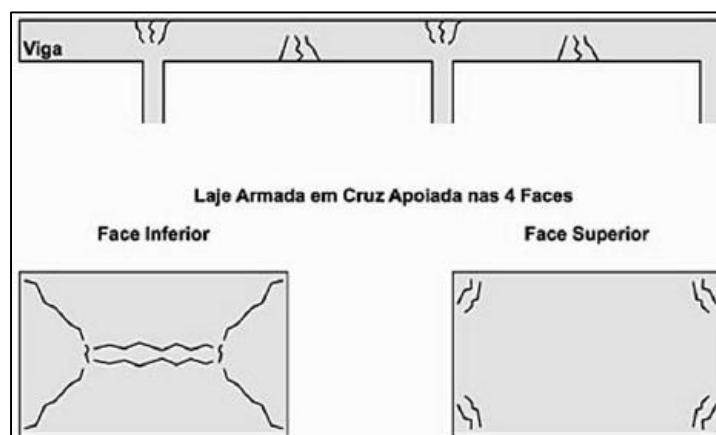 Viga
Laje Armada em Cruz Apoiada nas 4 Faces
Face Inferior
Face Superior